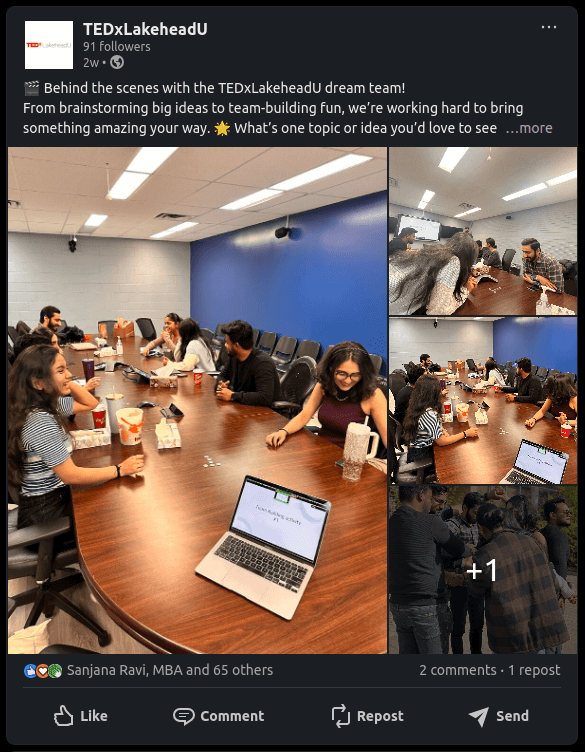 TEDxLakeheadU
TEDxLakeheadU
91 followers
2w •
🎬 Behind the scenes with the TEDxLakeheadU dream team!
From brainstorming big ideas to team-building fun, we’re working hard to bring
something amazing your way. 🌟 What’s one topic or idea you’d love to see …more
Team Building activity
#1
+1
Sanjana Ravi, MBA and 65 others
2 comments • 1 repost
Like
Comment
Repost
Send